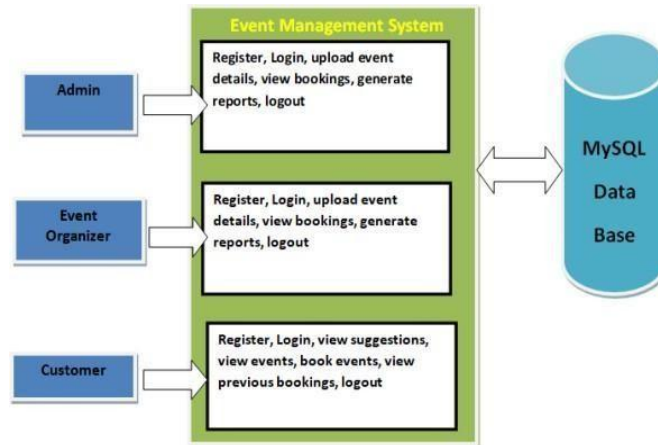 Event Management System
Admin
Register, Login, upload event
details, view bookings, generate
reports, logout
Event
Organizer
Register, Login, upload event
details, view bookings, generate
reports, logout
Customer
Register, Login, view suggestions,
view events, book events, view
previous bookings, logout
MySQL
Data
Base